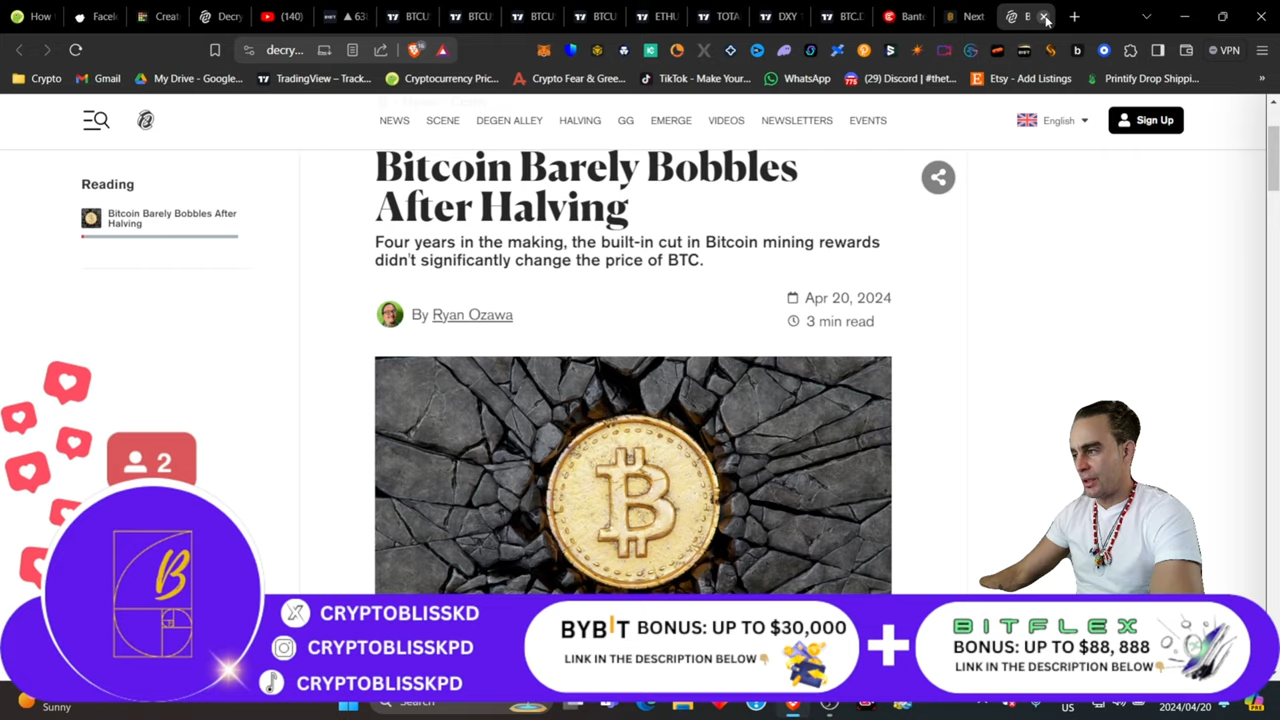 How
Facel
Creat
Decry
(140)
▲ 63
BTCU
BTCU
BTCU
BTCU
ETHU
TOTA
DXY
BTC.D
Bante
Next
B
decry...
16
VPN
Crypto
Gmail
My Drive - Google...
TradingView – Track...
Cryptocurrency Pric...
Crypto Fear & Gree...
TikTok - Make Your...
WhatsApp
(29) Discord | #thet...
Etsy - Add Listings
Printify Drop Shippi...
»
NEWS
SCENE
DEGEN ALLEY
HALVING
GG
EMERGE
VIDEOS
NEWSLETTERS
EVENTS
English
Sign Up
Reading
Bitcoin Barely Bobbles After
Halving
Bitcoin Barely Bobbles
After Halving
Four years in the making, the built-in cut in Bitcoin mining rewards
didn't significantly change the price of BTC.
By Ryan Ozawa
Apr 20, 2024
3 min read
2
B
CRYPTOBLISSKD
CRYPTOBLISSKPD
CRYPTOBLISSKPD
BYBIT BONUS: UP TO $30,000
LINK IN THE DESCRIPTION BELOW
+
BITFLEX
BONUS: UP TO $88, 888
LINK IN THE DESCRIPTION BELOW
Sunny
Search
US
2024/04/20